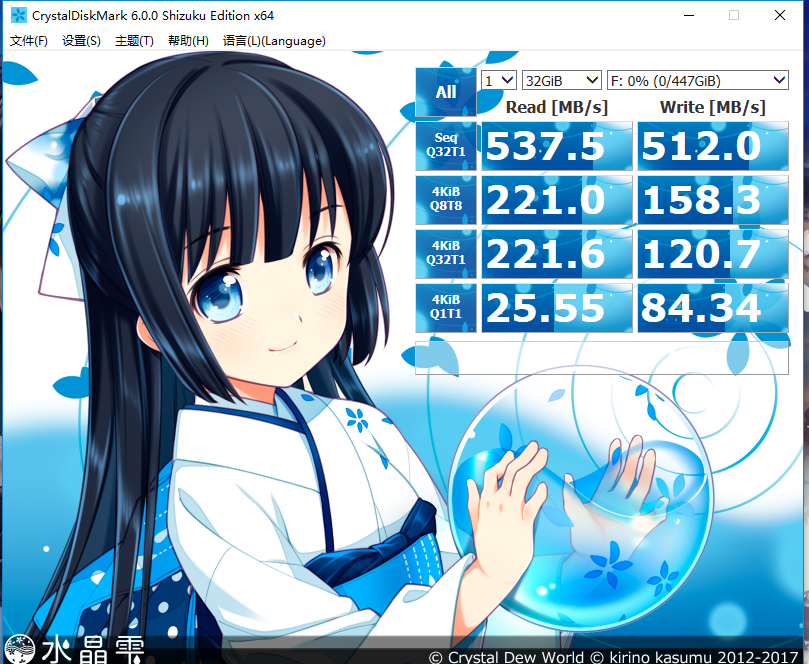 CrystalDiskMark 6.0.0 Shizuku Edition x64
文件(F) 设置(S) 主题(T) 帮助(H) 语言(L)(Language)
All 1 32GiB F: 0% (0/447GiB)
Read [MB/s] Write [MB/s]
Seq Q32T1 537.5 512.0
4KiB Q8T8 221.0 158.3
4KiB Q32T1 221.6 120.7
4KiB Q1T1 25.55 84.34
水晶雫
© Crystal Dew World © kirino kasumu 2012-2017